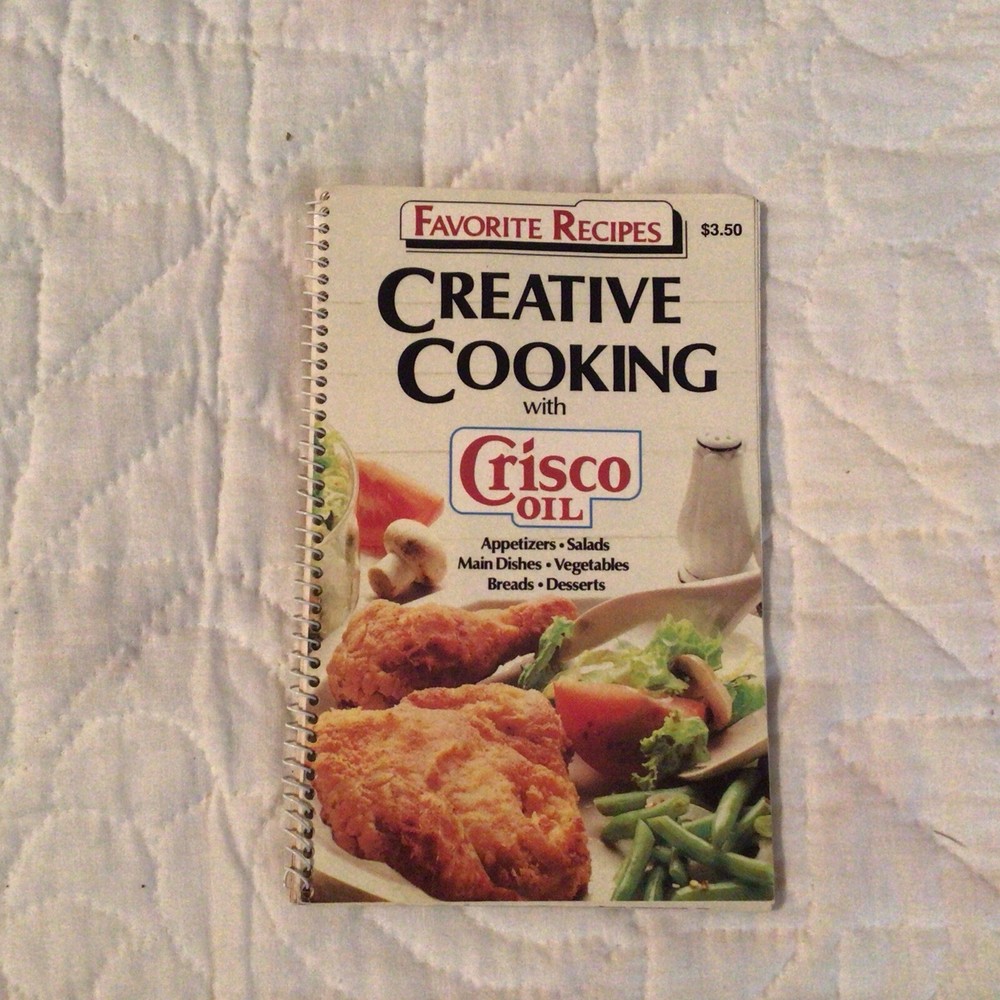 FAVORITE RECIPES
$3.50
CREATIVE
COOKING
with
Crisco
OIL
Appetizers • Salads
Main Dishes • Vegetables
Breads • Desserts